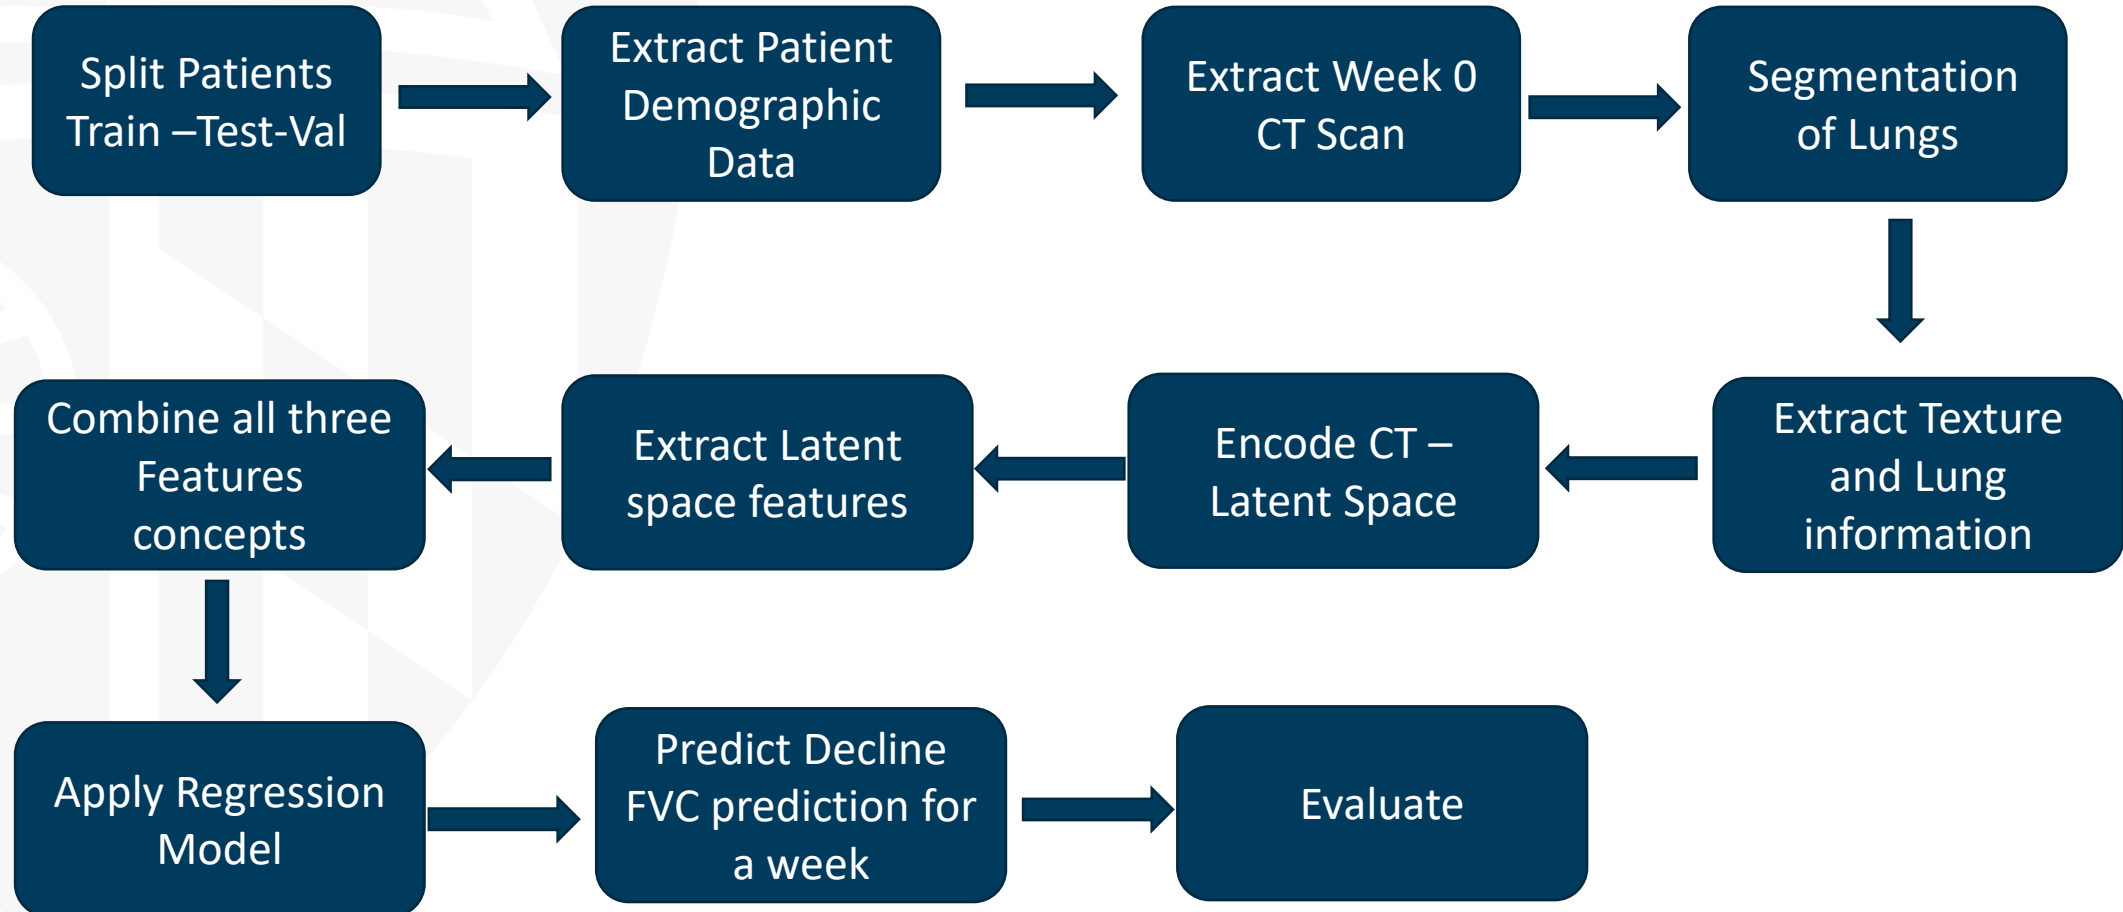 Split Patients
Train –Test-Val
Extract Patient
Demographic
Data
Extract Week 0
CT Scan
Segmentation
of Lungs
Extract Texture
and Lung
information
Encode CT –
Latent Space
Extract Latent
space features
Combine all three
Features
concepts
Apply Regression
Model
Predict Decline
FVC prediction for
a week
Evaluate